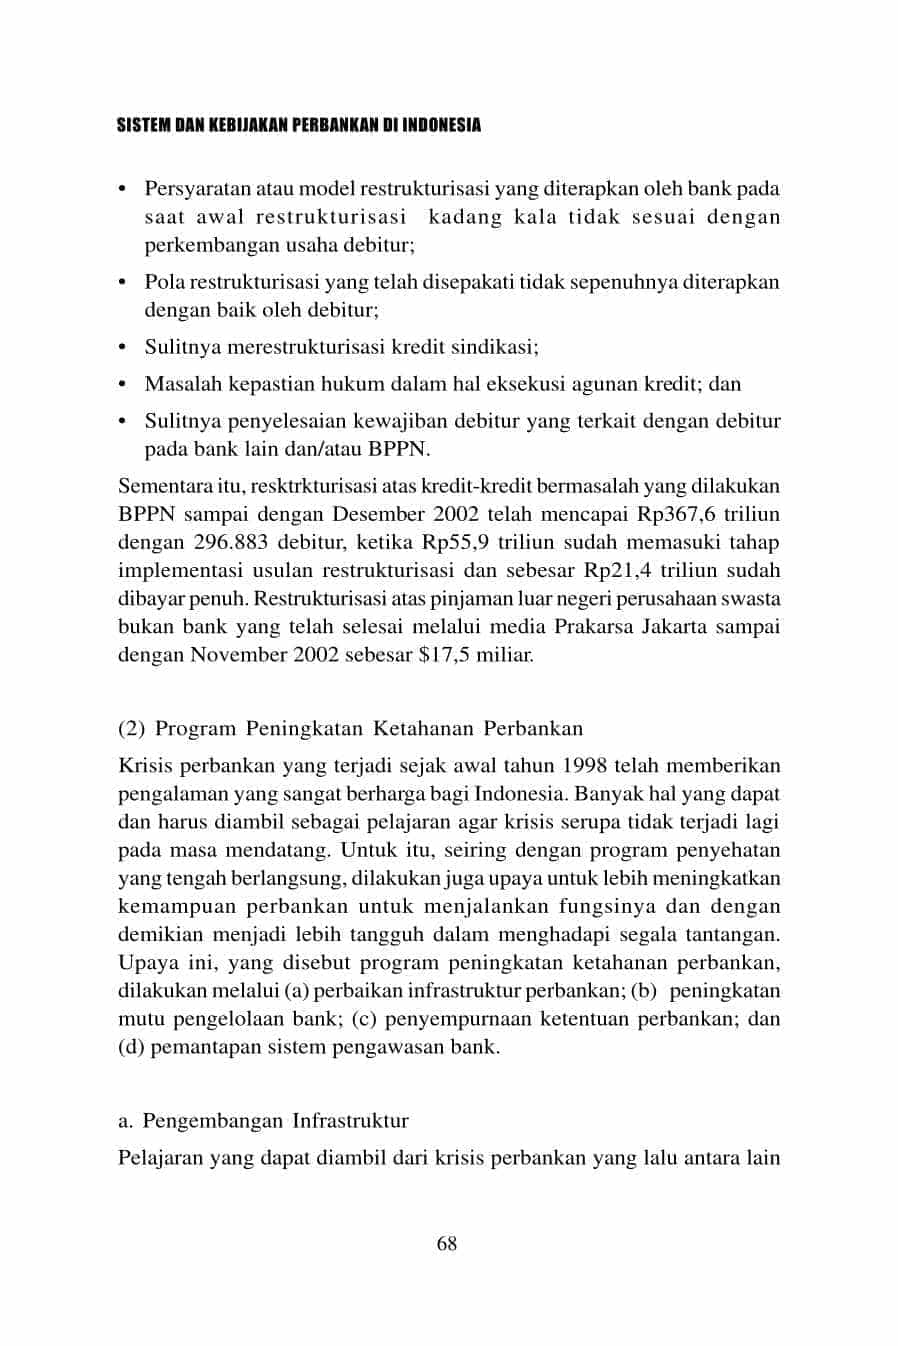 SISTEM DAN KEBIJAKAN PERBANKAN DI INDONESIA
• Persyaratan atau model restrukturisasi yang diterapkan oleh bank pada
saat awal restrukturisasi kadang kala tidak sesuai dengan
perkembangan usaha debitur;
• Pola restrukturisasi yang telah disepakati tidak sepenuhnya diterapkan
dengan baik oleh debitur;
• Sulitnya merestrukturisasi kredit sindikasi;
• Masalah kepastian hukum dalam hal eksekusi agunan kredit; dan
• Sulitnya penyelesaian kewajiban debitur yang terkait dengan debitur
pada bank lain dan/atau BPPN.
Sementara itu, resktrkturisasi atas kredit-kredit bermasalah yang dilakukan
BPPN sampai dengan Desember 2002 telah mencapai Rp367,6 triliun
dengan 296.883 debitur, ketika Rp55,9 triliun sudah memasuki tahap
implementasi usulan restrukturisasi dan sebesar Rp21,4 triliun sudah
dibayar penuh. Restrukturisasi atas pinjaman luar negeri perusahaan swasta
bukan bank yang telah selesai melalui media Prakarsa Jakarta sampai
dengan November 2002 sebesar $17,5 miliar.
(2) Program Peningkatan Ketahanan Perbankan
Krisis perbankan yang terjadi sejak awal tahun 1998 telah memberikan
pengalaman yang sangat berharga bagi Indonesia. Banyak hal yang dapat
dan harus diambil sebagai pelajaran agar krisis serupa tidak terjadi lagi
pada masa mendatang. Untuk itu, seiring dengan program penyehatan
yang tengah berlangsung, dilakukan juga upaya untuk lebih meningkatkan
kemampuan perbankan untuk menjalankan fungsinya dan dengan
demikian menjadi lebih tangguh dalam menghadapi segala tantangan.
Upaya ini, yang disebut program peningkatan ketahanan perbankan,
dilakukan melalui (a) perbaikan infrastruktur perbankan; (b) peningkatan
mutu pengelolaan bank; (c) penyempurnaan ketentuan perbankan; dan
(d) pemantapan sistem pengawasan bank.
a. Pengembangan Infrastruktur
Pelajaran yang dapat diambil dari krisis perbankan yang lalu antara lain
68